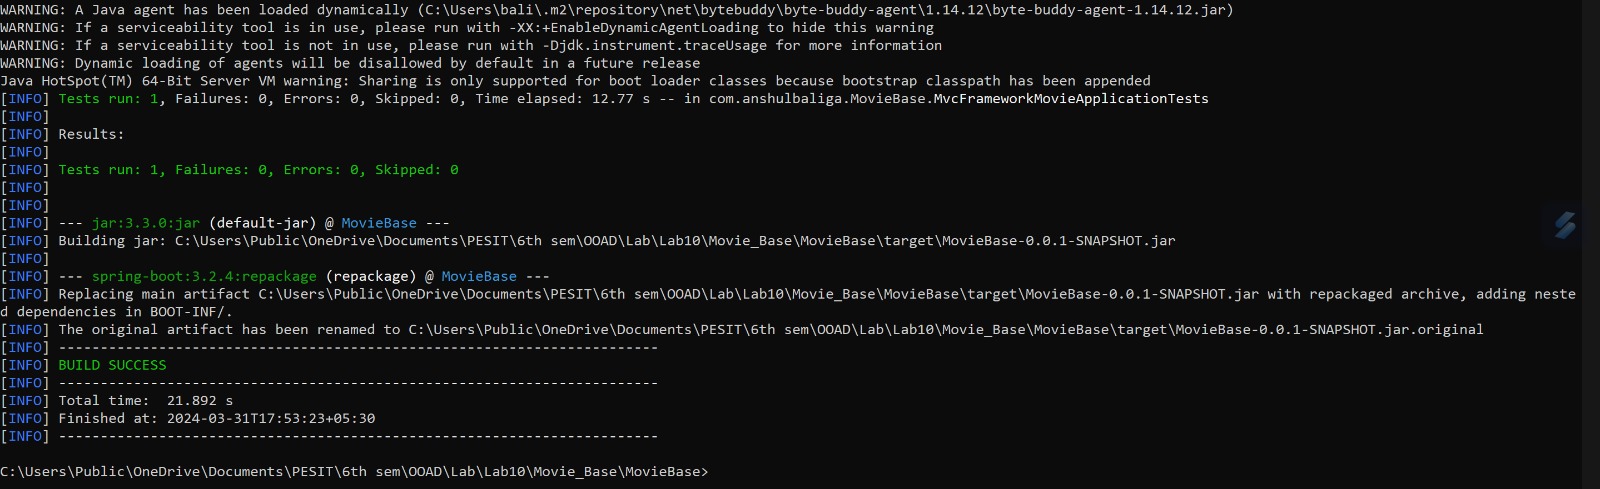 WARNING: A Java agent has been loaded dynamically (C:\Users\bali\.m2\repository\net\bytebuddy\byte-buddy-agent\1.14.12\byte-buddy-agent-1.14.12.jar)
WARNING: If a serviceability tool is in use, please run with -XX:+EnableDynamicAgentLoading to hide this warning
WARNING: If a serviceability tool is not in use, please run with -Djdk.instrument.traceUsage for more information
WARNING: Dynamic loading of agents will be disallowed by default in a future release
Java HotSpot(TM) 64-Bit Server VM warning: Sharing is only supported for boot loader classes because bootstrap classpath has been appended
[INFO] Tests run: 1, Failures: 0, Errors: 0, Skipped: 0, Time elapsed: 12.77 s -- in com.anshulbaliga.MovieBase.MvcFrameworkMovieApplicationTests
[INFO]
[INFO] Results:
[INFO]
[INFO] Tests run: 1, Failures: 0, Errors: 0, Skipped: 0
[INFO]
[INFO]
[INFO] --- jar:3.3.0:jar (default-jar) @ MovieBase ---
[INFO] Building jar: C:\Users\Public\OneDrive\Documents\PESIT\6th sem\OOAD\Lab\Lab10\Movie_Base\MovieBase\target\MovieBase-0.0.1-SNAPSHOT.jar
[INFO]
[INFO] --- spring-boot:3.2.4:repackage (repackage) @ MovieBase ---
[INFO] Replacing main artifact C:\Users\Public\OneDrive\Documents\PESIT\6th sem\OOAD\Lab\Lab10\Movie_Base\MovieBase\target\MovieBase-0.0.1-SNAPSHOT.jar with repackaged archive, adding neste
d dependencies in BOOT-INF/.
[INFO] The original artifact has been renamed to C:\Users\Public\OneDrive\Documents\PESIT\6th sem\OOAD\Lab\Lab10\Movie_Base\MovieBase\target\MovieBase-0.0.1-SNAPSHOT.jar.original
[INFO] ------------------------------------------------------------------------
[INFO] BUILD SUCCESS
[INFO] ------------------------------------------------------------------------
[INFO] Total time:  21.892 s
[INFO] Finished at: 2024-03-31T17:53:23+05:30
[INFO] ------------------------------------------------------------------------
C:\Users\Public\OneDrive\Documents\PESIT\6th sem\OOAD\Lab\Lab10\Movie_Base\MovieBase>